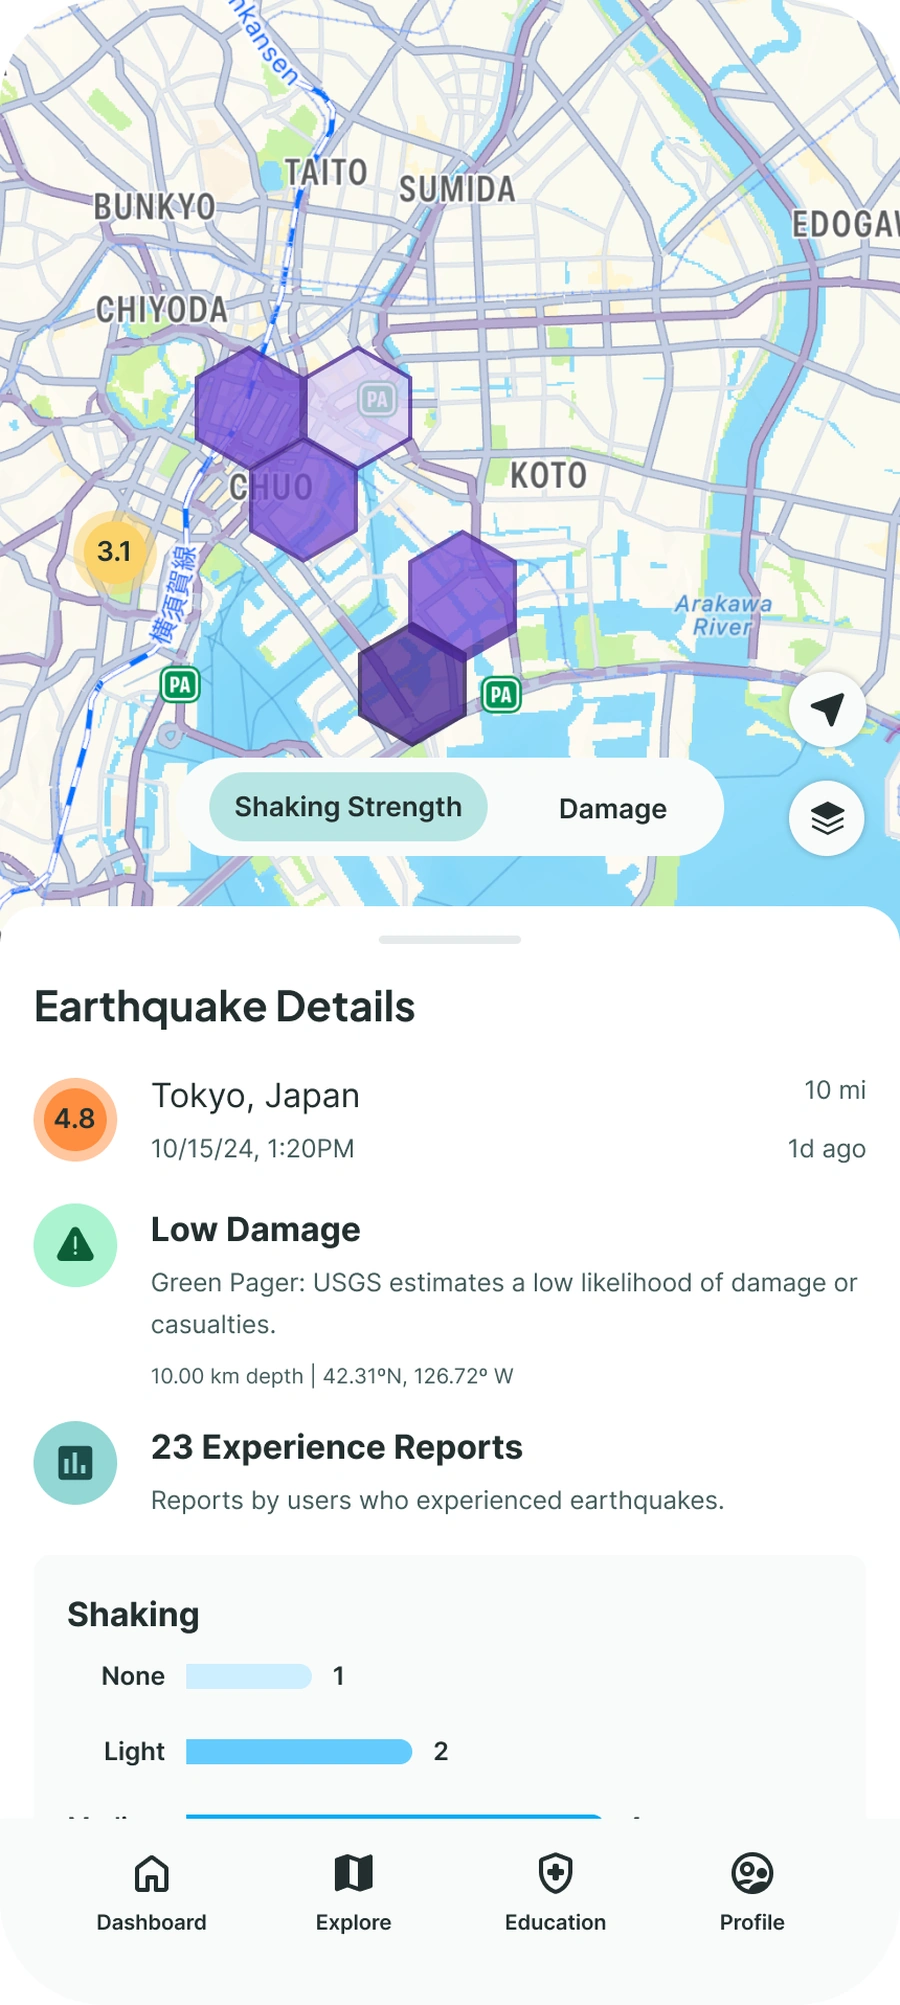 nkansen
TAITO
SUMIDA
BUNKYO
EDOGAW
CHIYODA
PA
CHUO
KOTO
3.1
横須賀線
Arakawa
River
PA
PA
Shaking Strength
Damage
Earthquake Details
4.8
Tokyo, Japan
10 mi
10/15/24, 1:20PM
1d ago
Low Damage
Green Pager: USGS estimates a low likelihood of damage or
casualties.
10.00 km depth | 42.31ºN, 126.72º W
23 Experience Reports
Reports by users who experienced earthquakes.
Shaking
None 1
Light 2
Dashboard
Explore
Education
Profile